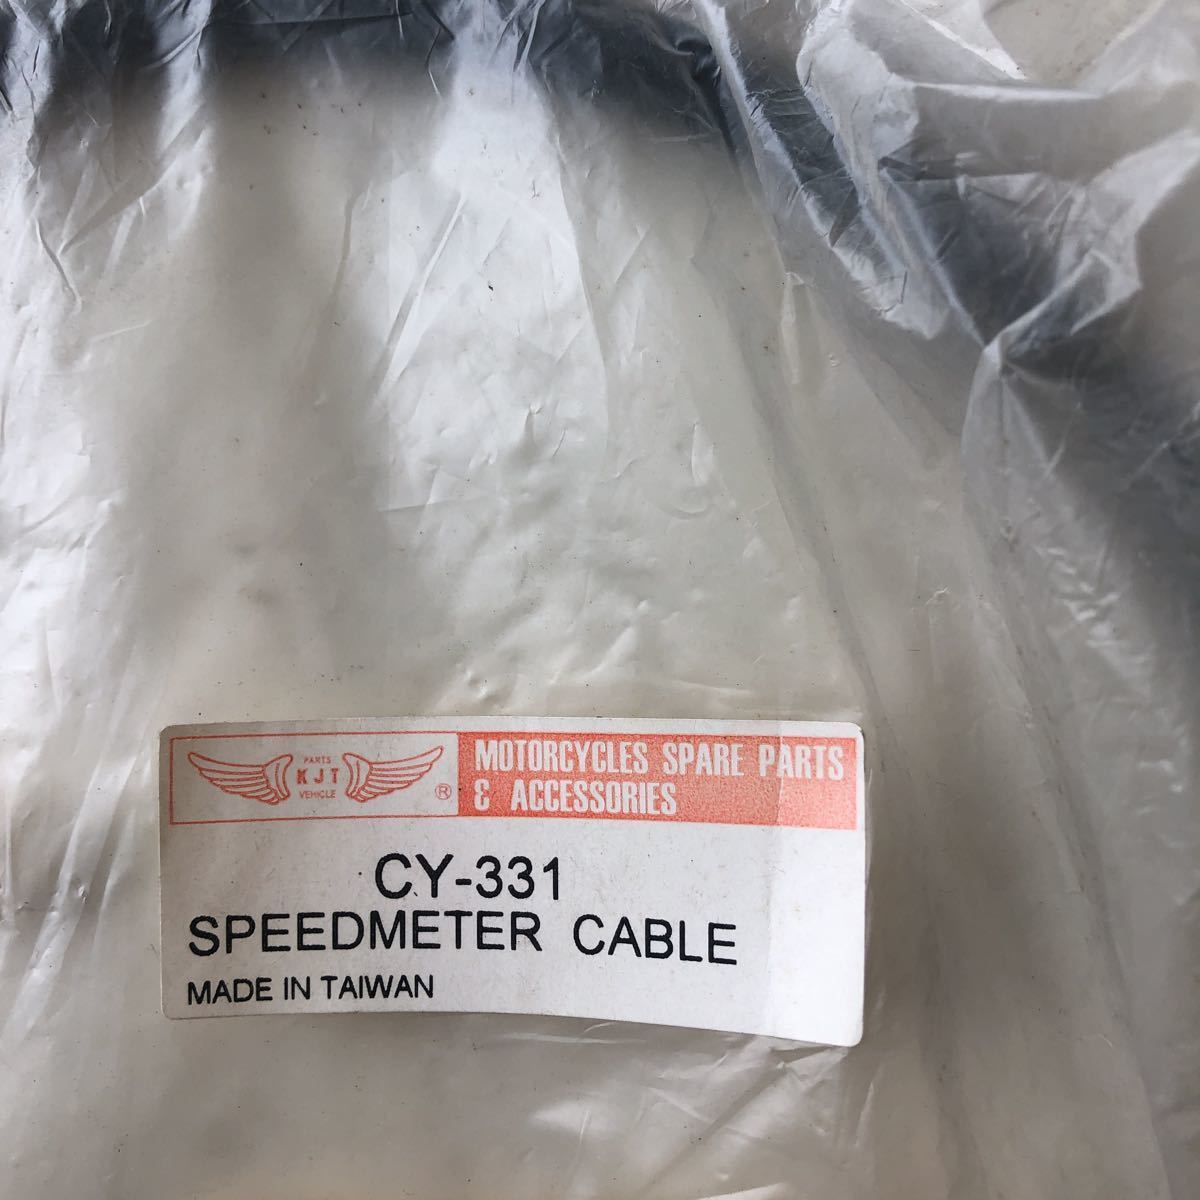 PARTS
KJT
VEHICLE
®
MOTORCYCLES SPARE PARTS
& ACCESSORIES
CY-331
SPEEDMETER CABLE
MADE IN TAIWAN